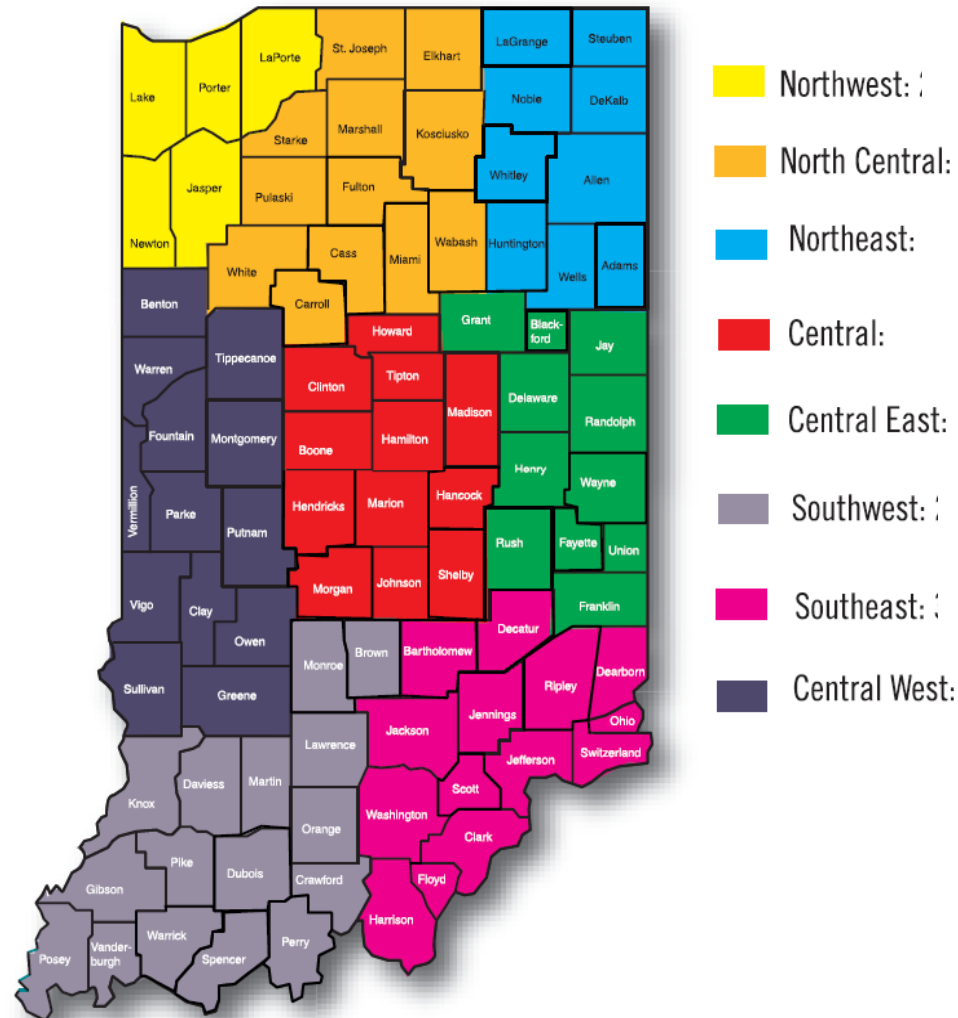 St. Joseph
Elkhart
LaGrange
Steuben
LaPorte
Lake
Porter
Noble
DeKalb
Starke
Marshall
Kosciusko
Whitley
Allen
Jasper
Pulaski
Fulton
Newton
White
Cass
Miami
Wabash
Huntington
Wells
Adams
Benton
Carroll
Howard
Grant
Black-
ford
Jay
Warren
Tippecanoe
Clinton
Tipton
Madison
Delaware
Randolph
Fountain
Montgomery
Boone
Hamilton
Henry
Wayne
Vermillion
Parke
Putnam
Hendricks
Marion
Hancock
Rush
Fayette
Union
Vigo
Clay
Owen
Morgan
Johnson
Shelby
Franklin
Decatur
Sullivan
Greene
Monroe
Brown
Bartholomew
Ripley
Dearborn
Jennings
Ohio
Jackson
Lawrence
Jefferson
Switzerland
Knox
Daviess
Martin
Scott
Washington
Orange
Clark
Gibson
Pike
Dubois
Crawford
Floyd
Harrison
Posey
Vander-
burgh
Warrick
Spencer
Perry
Northwest:
North Central:
Northeast:
Central:
Central East:
Southwest:
Southeast:
Central West: